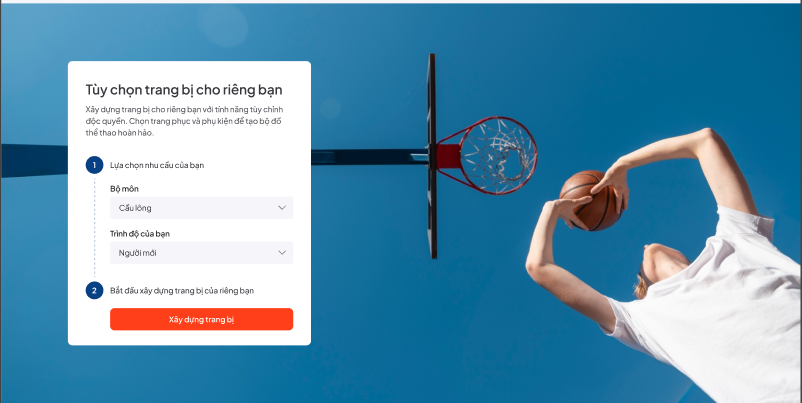 Tùy chọn trang bị cho riêng bạn
Xây dựng trang bị cho riêng bạn với tính năng tùy chỉnh
độc quyền. Chọn trang phục và phụ kiện để tạo bộ đồ
thể thao hoàn hảo.
1 Lựa chọn nhu cầu của bạn
Bộ môn
Cầu lông
Trình độ của bạn
Người mới
2 Bắt đầu xây dựng trang bị của riêng bạn
Xây dựng trang bị